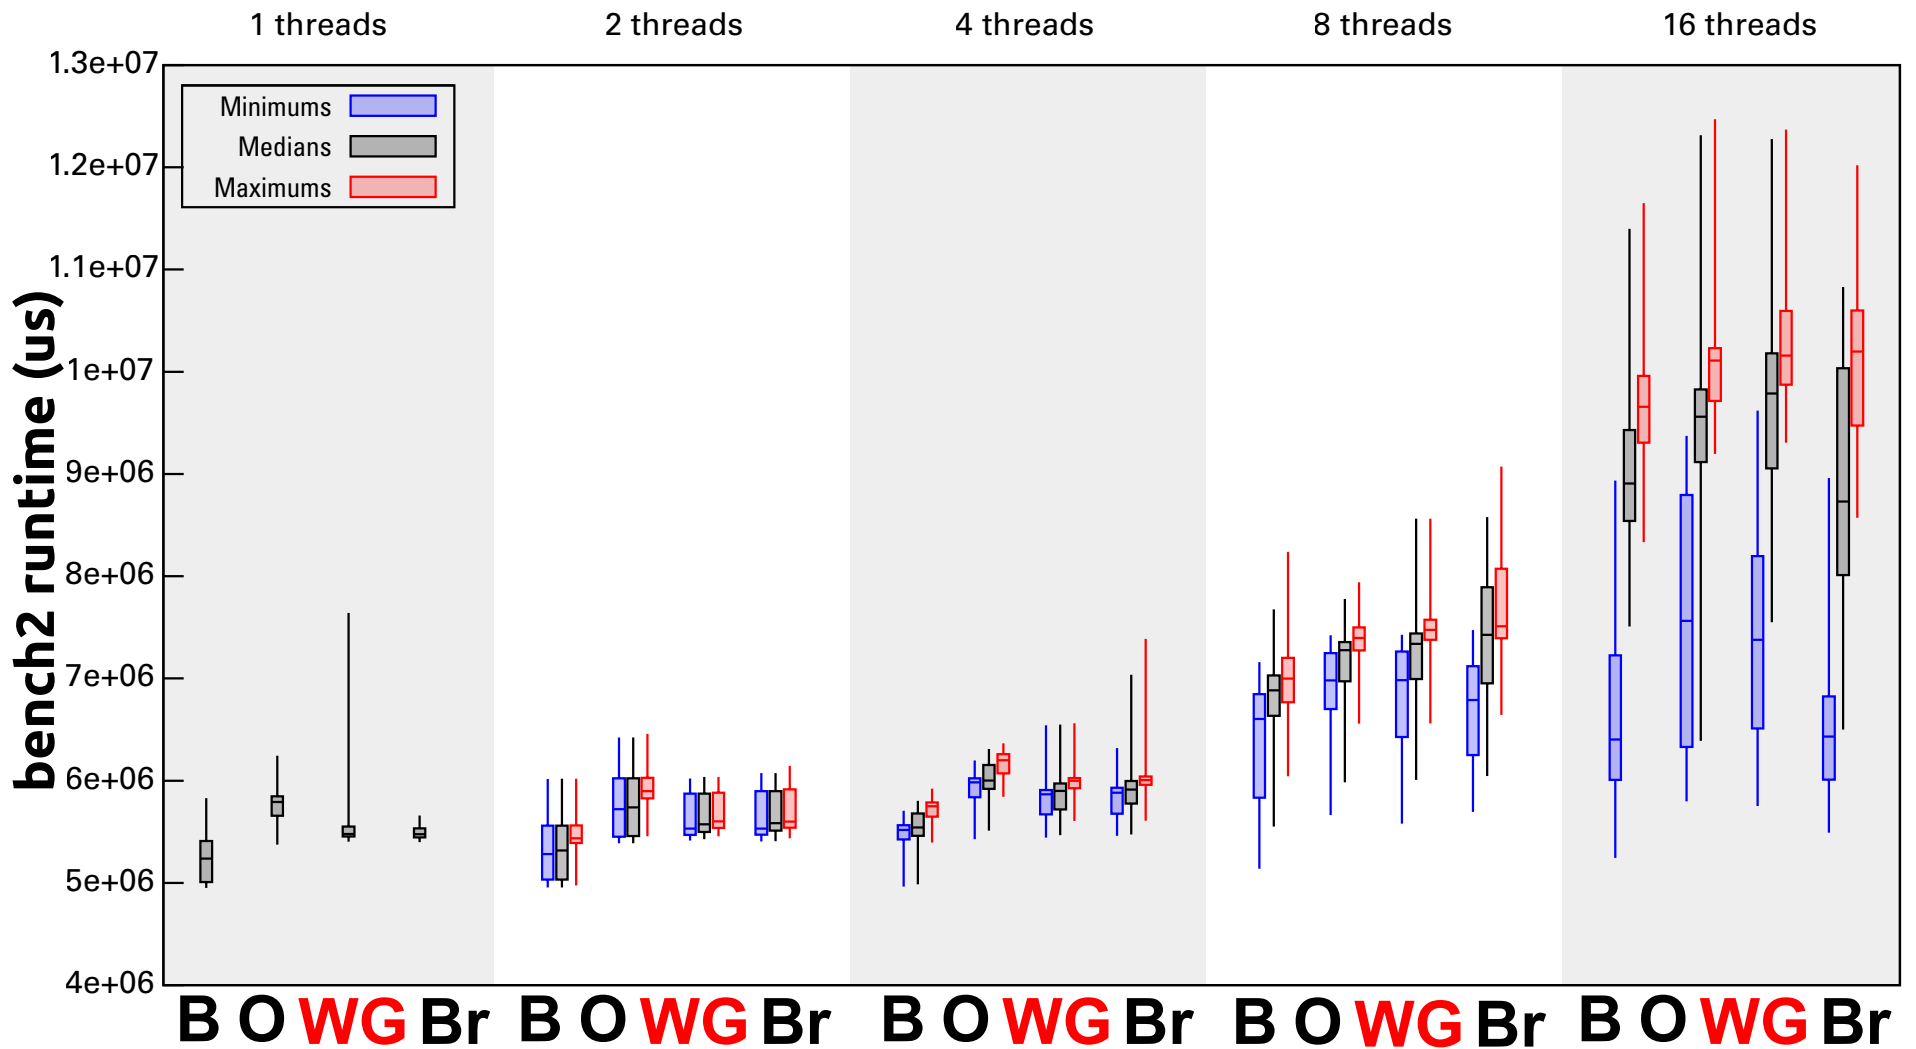 1 threads 2 threads 4 threads 8 threads 16 threads
1.3e+07
1.2e+07
1.1e+07
1e+07
9e+06
8e+06
7e+06
6e+06
5e+06
4e+06
bench2 runtime (us)
Minimums
Medians
Maximums
B O WG Br B O WG Br B O WG Br B O WG Br B O WG Br